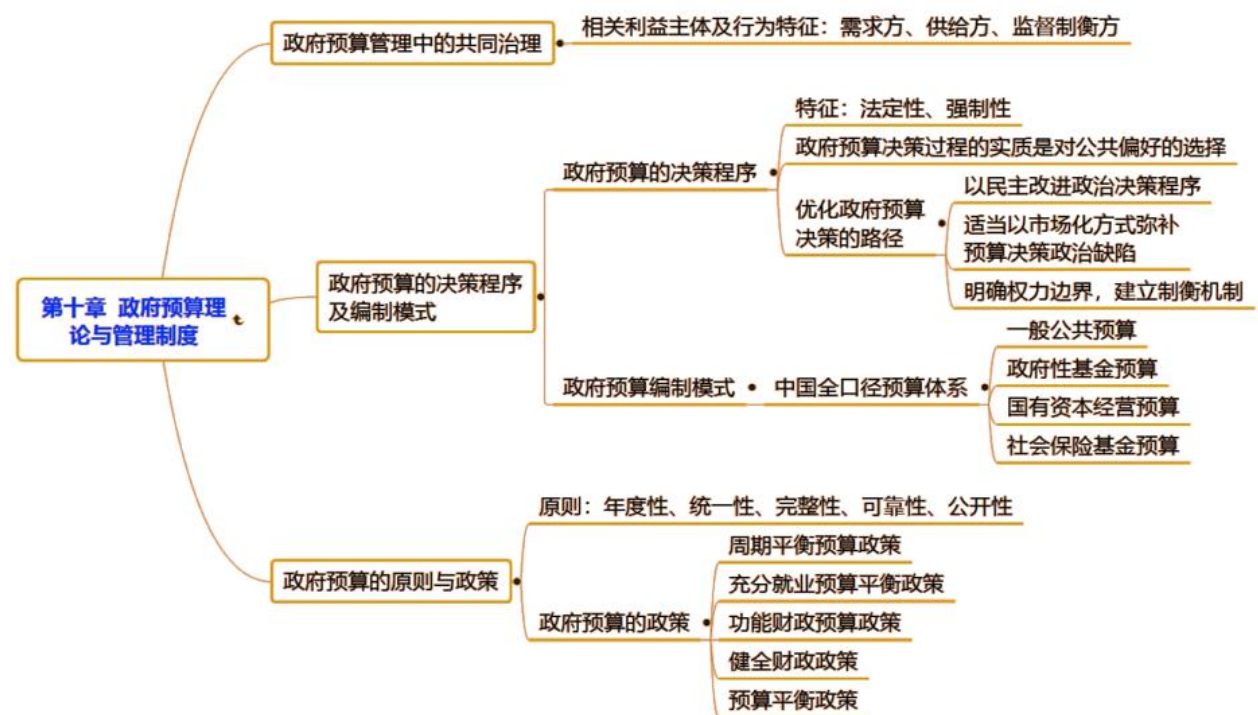 政府预算管理中的共同治理
相关利益主体及行为特征：需求方、供给方、监督制衡方
特征：法定性、强制性
政府预算决策过程的实质是对公共偏好的选择
政府预算的决策程序
以民主改进政治决策程序
优化政府预算
决策的路径
适当以市场化方式弥补
预算决策政治缺陷
明确权力边界，建立制衡机制
政府预算的决策程序
及编制模式
第十章 政府预算理
论与管理制度
一般公共预算
政府性基金预算
政府预算编制模式
中国全口径预算体系
国有资本经营预算
社会保险基金预算
原则：年度性、统一性、完整性、可靠性、公开性
周期平衡预算政策
政府预算的原则与政策
充分就业预算平衡政策
政府预算的政策
功能财政预算政策
健全财政政策
预算平衡政策